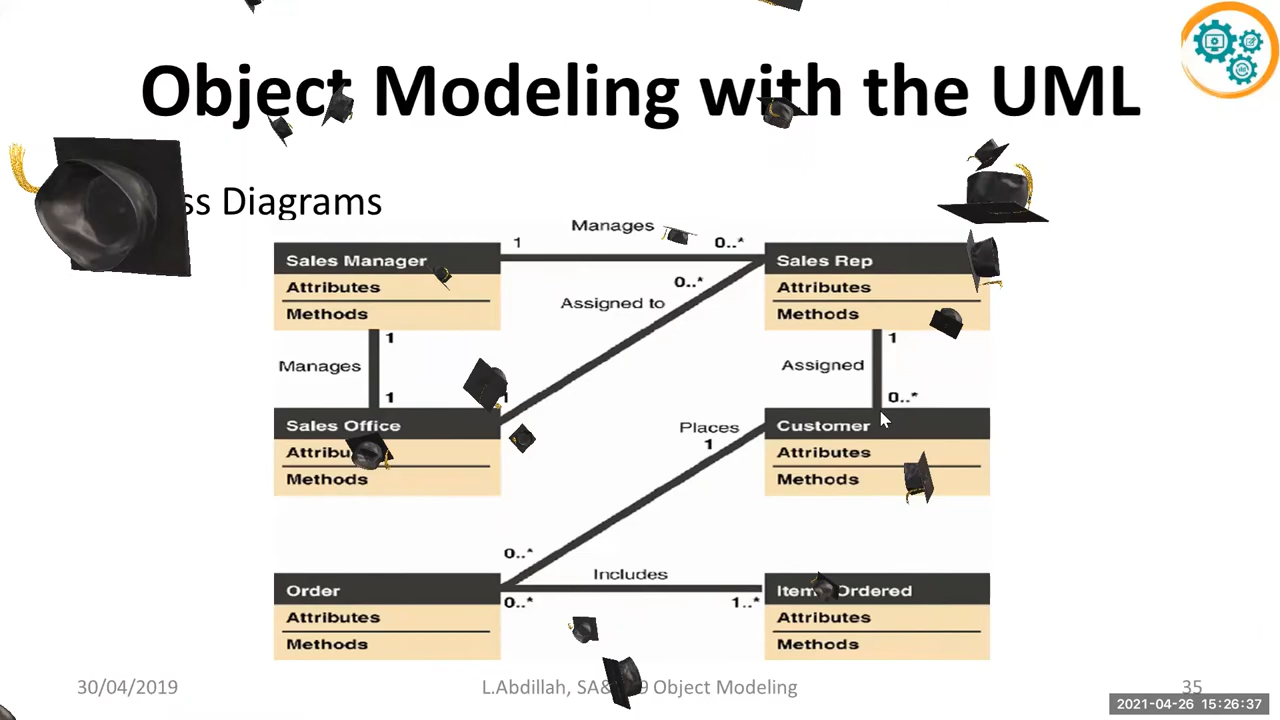 Object Modeling with the UML
Diagrams
Manages
1
0..*
Sales Manager
Sales Rep
0..*
Attributes
Attributes
Assigned to
Methods
Methods
1
1
Manages
Assigned
1
0..*
1
Sales Office
Places
Customer
1
Attributes
Methods
Methods
0..*
Includes
Order
Ordered
0..*
1..*
Attributes
Attributes
Methods
Methods
30/04/2019
L.Abdillah, Object Modeling
35
2021-04-26 15:26:37